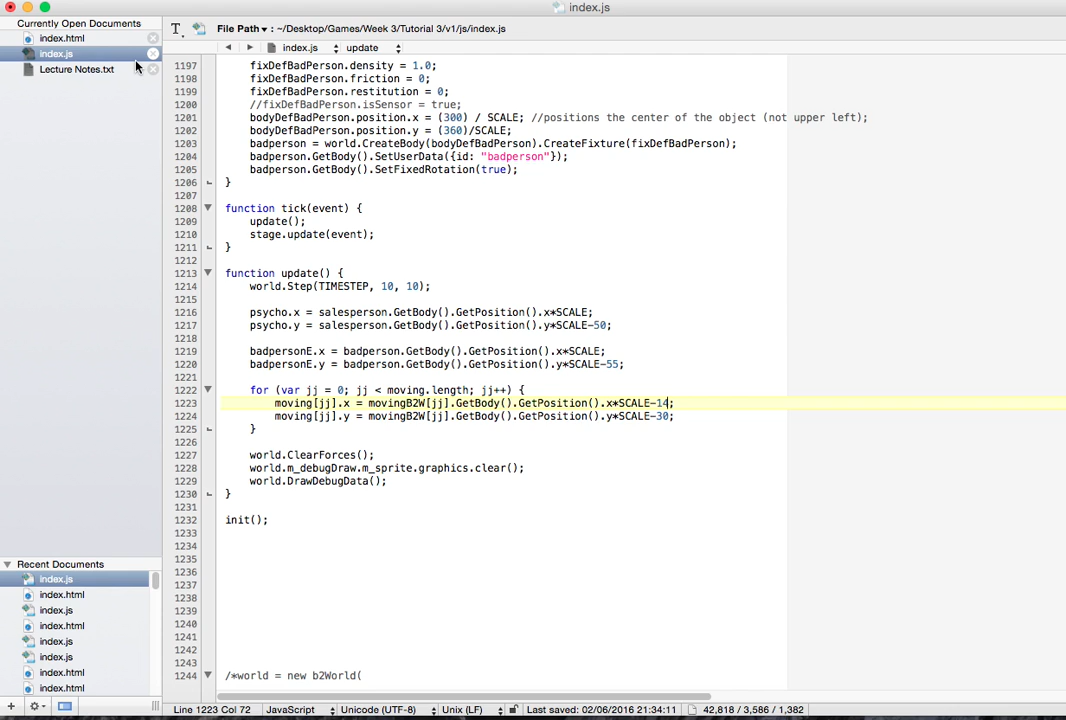 index.js
Currently Open Documents
index.html
index.js
Lecture Notes.txt
File Path ▾ : ~/Desktop/Games/Week 3/Tutorial 3/v1/js/index.js
index.js update
1197 fixDefBadPerson.density = 1.0;
1198 fixDefBadPerson.friction = 0;
1199 fixDefBadPerson.restitution = 0;
1200 //fixDefBadPerson.isSensor = true;
1201 bodyDefBadPerson.position.x = (300) / SCALE; //positions the center of the object (not upper left);
1202 bodyDefBadPerson.position.y = (360)/SCALE;
1203 badperson = world.CreateBody(bodyDefBadPerson).CreateFixture(fixDefBadPerson);
1204 badperson.GetBody().SetUserData({id: "badperson"});
1205 badperson.GetBody().SetFixedRotation(true);
1206 }
1207
1208 function tick(event) {
1209 update();
1210 stage.update(event);
1211 }
1212
1213 function update() {
1214 world.Step(TIMESTEP, 10, 10);
1215
1216 psycho.x = salesperson.GetBody().GetPosition().x*SCALE;
1217 psycho.y = salesperson.GetBody().GetPosition().y*SCALE-50;
1218
1219 badpersonE.x = badperson.GetBody().GetPosition().x*SCALE;
1220 badpersonE.y = badperson.GetBody().GetPosition().y*SCALE-55;
1221
1222 for (var jj = 0; jj < moving.length; jj++) {
1223 moving[jj].x = movingB2W[jj].GetBody().GetPosition().x*SCALE-14;
1224 moving[jj].y = movingB2W[jj].GetBody().GetPosition().y*SCALE-30;
1225 }
1226
1227 world.ClearForces();
1228 world.m_debugDraw.m_sprite.graphics.clear();
1229 world.DrawDebugData();
1230 }
1231
1232 init();
1233
1234
1235
1236
1237
1238
1239
1240
1241
1242
1243
1244 /*world = new b2World(
Recent Documents
index.js
index.html
index.js
index.html
index.js
index.js
index.html
index.html
Line 1223 Col 72 JavaScript Unicode (UTF-8) Unix (LF) Last saved: 02/06/2016 21:34:11 42,818 / 3,586 / 1,382